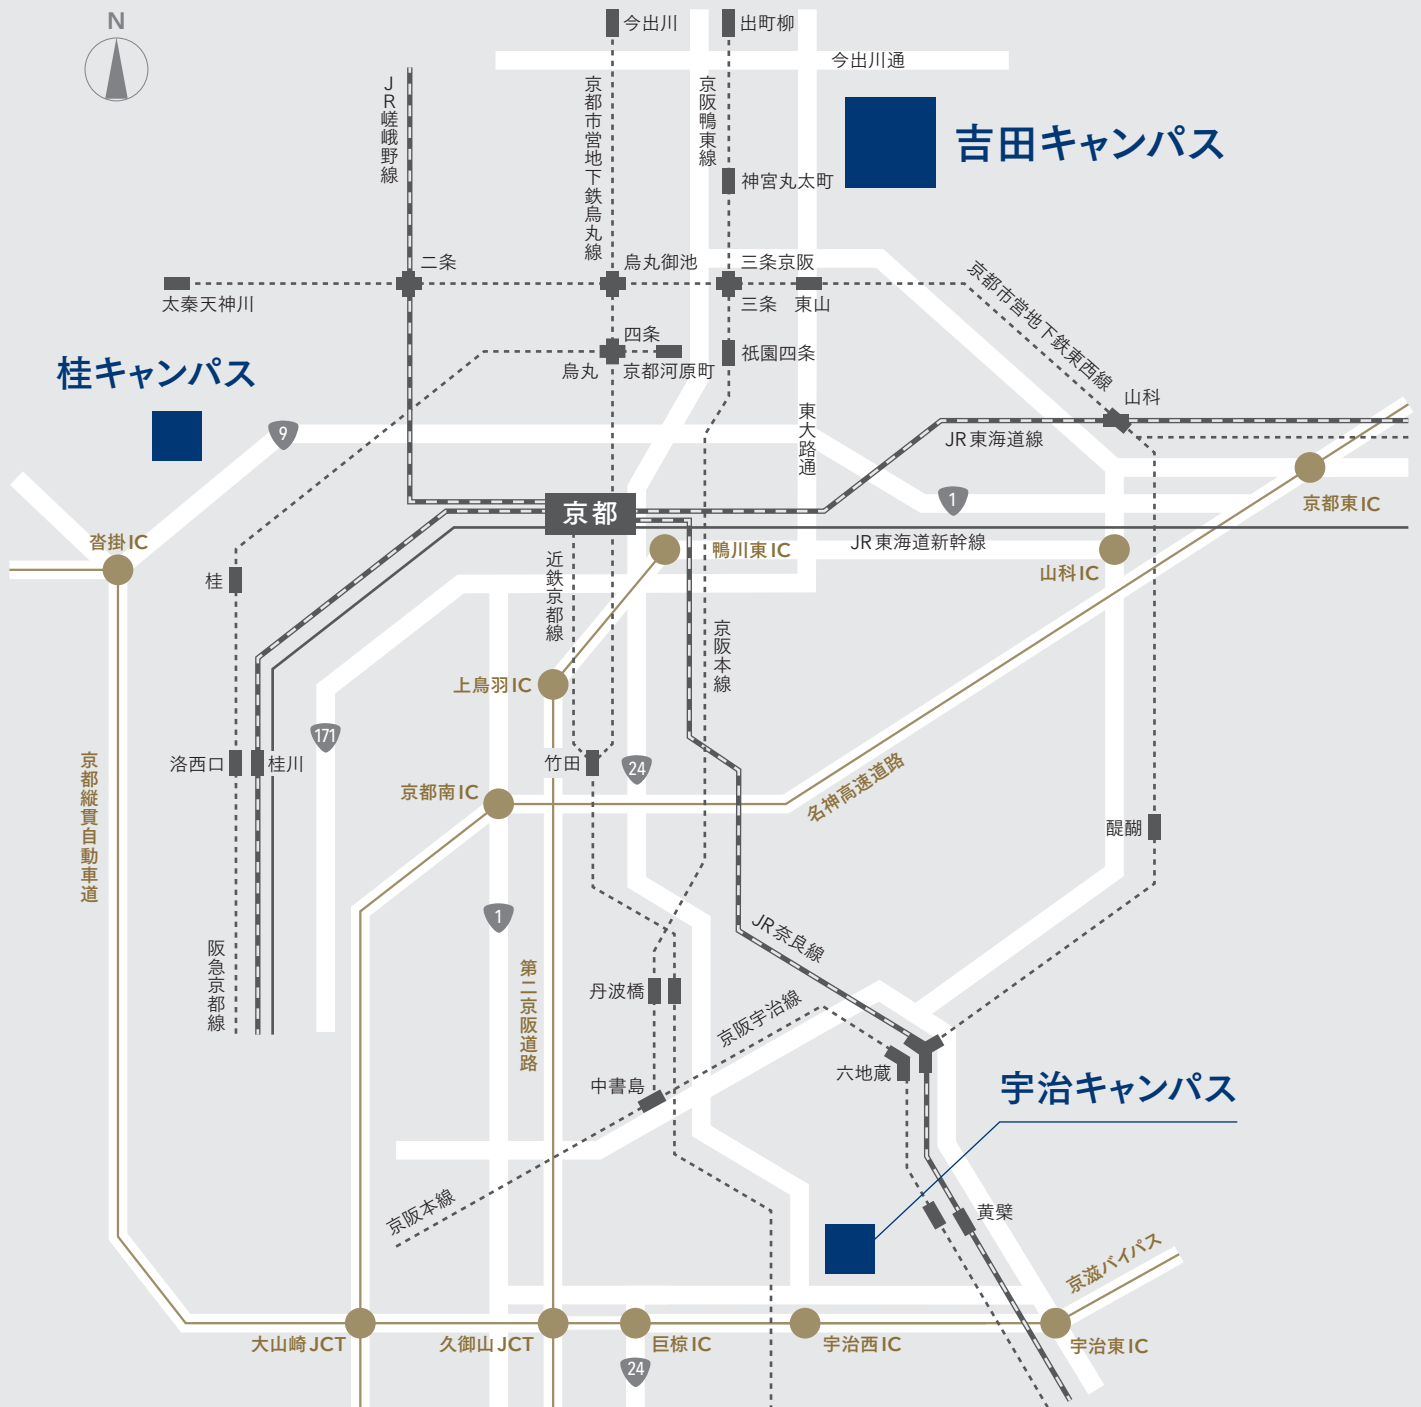 N
今出川
出町柳
今出川通
JR嵯峨野線
京都市営地下鉄烏丸線
京阪鴨東線
吉田キャンパス
神宮丸太町
二条
烏丸御池
三条京阪
京都市営地下鉄東西線
太秦天神川
三条
東山
四条
祇園四条
烏丸
京都河原町
桂キャンパス
山科
東大路通
9
JR東海道線
1
京都東IC
京都
沓掛IC
鴨川東IC
JR東海道新幹線
山科IC
桂
近鉄京都線
京阪本線
上鳥羽IC
171
洛西口
桂川
竹田
24
京都縦貫自動車道
京都南IC
名神高速道路
醍醐
1
JR奈良線
阪急京都線
第二京阪道路
丹波橋
京阪宇治線
六地蔵
中書島
宇治キャンパス
京阪本線
黄檗
京滋バイパス
大山崎JCT
久御山JCT
巨椋IC
宇治西IC
宇治東IC
24